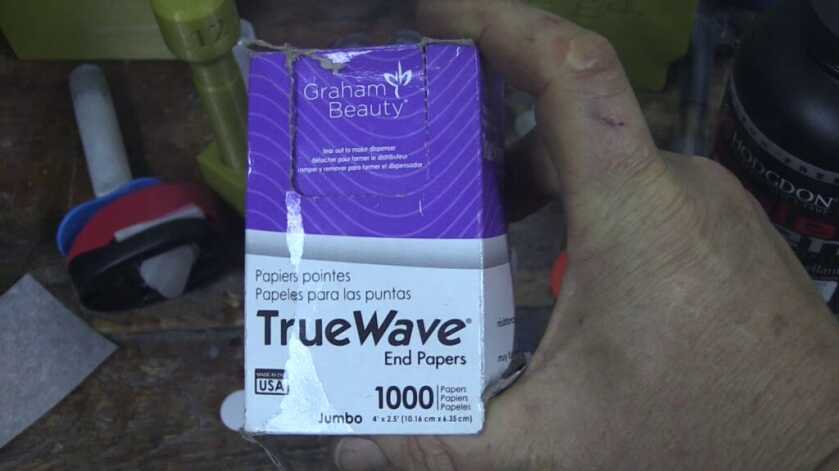 12
Graham
Beauty
tear out to make dispenser
détacher pour former le distributeur
romper y remover para formar el dispensador
Papiers pointes
Papeles para las puntas
TrueWave®
End Papers
MADE IN THE
USA
1000
Papers
Papiers
Papeles
Jumbo
4" x 2.5" (10.16 cm x 6.35 cm)
HODGDON